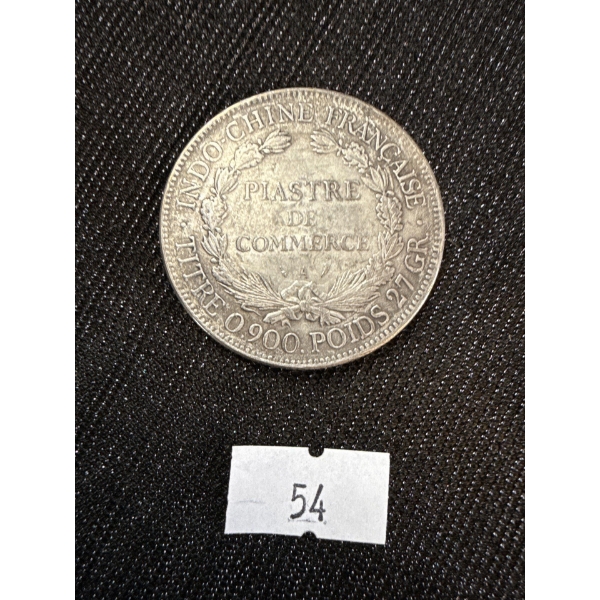 INDO-CHINE FRANÇAISE
PIASTRE
DE
COMMERCE
A
TITRE 0.900. POIDS 27 GR.
54